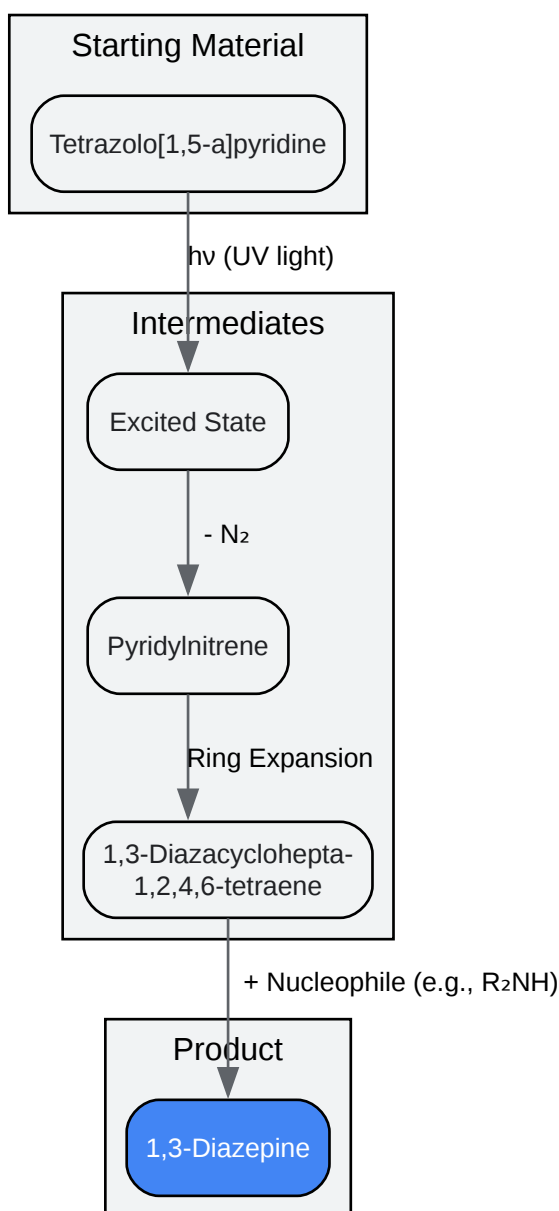 Starting Material
Tetrazolo[1,5-a]pyridine
hν (UV light)
Intermediates
Excited State
- N₂
Pyridylnitrene
Ring Expansion
1,3-Diazacyclohepta-
1,2,4,6-tetraene
+ Nucleophile (e.g., R₂NH)
Product
1,3-Diazepine